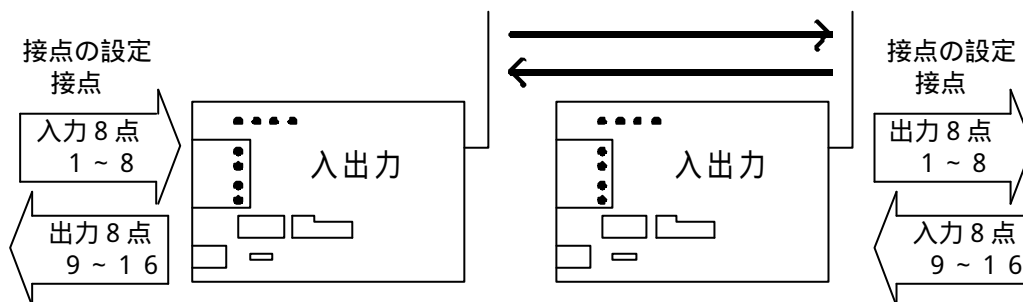 接点の設定
接点
入力8点
1~8
出力8点
9~16
入出力
入出力
接点の設定
接点
出力8点
1~8
入力8点
9~16